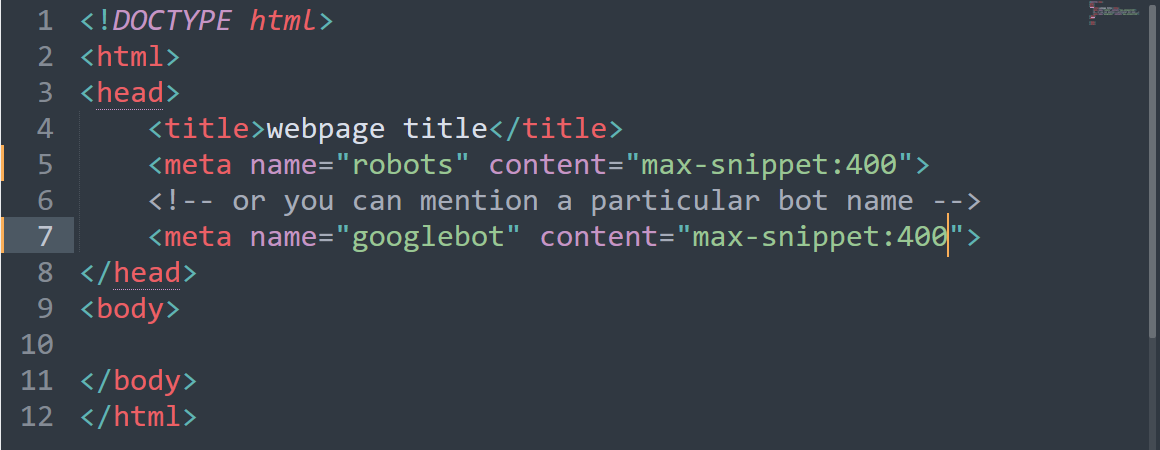 1 <!DOCTYPE html>
2 <html>
3 <head>
4     <title>webpage title</title>
5     <meta name="robots" content="max-snippet:400">
6     <!-- or you can mention a particular bot name -->
7     <meta name="googlebot" content="max-snippet:400">
8 </head>
9 <body>
10
11 </body>
12 </html>